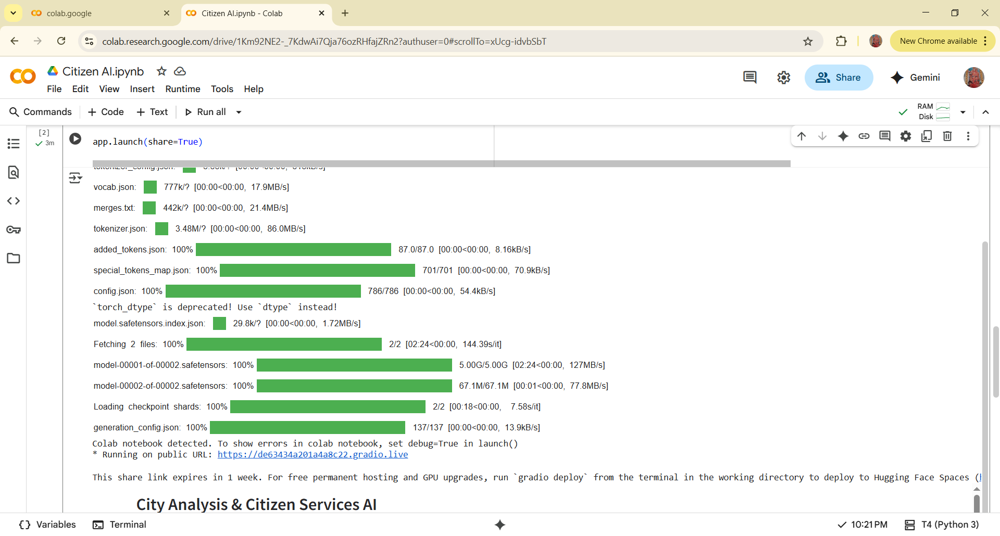 colab.google
Citizen AI.ipynb - Colab
colab.research.google.com/drive/1Km92NE2-_7KdwAi7Qja76ozRHfajZRn2?authuser=0#scrollTo=xUcg-idvbSbT
New Chrome available
Citizen AI.ipynb
File Edit View Insert Runtime Tools Help
Share
Gemini
Commands + Code + Text Run all
RAM
Disk
[2]
3m
app.launch(share=True)
vocab.json: 777k/? [00:00<00:00, 17.9MB/s]
merges.txt: 442k/? [00:00<00:00, 21.4MB/s]
tokenizer.json: 3.48M/? [00:00<00:00, 86.0MB/s]
added_tokens.json: 100% 87.0/87.0 [00:00<00:00, 8.16kB/s]
special_tokens_map.json: 100% 701/701 [00:00<00:00, 70.9kB/s]
config.json: 100% 786/786 [00:00<00:00, 54.4kB/s]
`torch_dtype` is deprecated! Use `dtype` instead!
model.safetensors.index.json: 29.8k/? [00:00<00:00, 1.72MB/s]
Fetching 2 files: 100% 2/2 [02:24<00:00, 144.39s/it]
model-00001-of-00002.safetensors: 100% 5.00G/5.00G [02:24<00:00, 127MB/s]
model-00002-of-00002.safetensors: 100% 67.1M/67.1M [00:01<00:00, 77.8MB/s]
Loading checkpoint shards: 100% 2/2 [00:18<00:00, 7.58s/it]
generation_config.json: 100% 137/137 [00:00<00:00, 13.9kB/s]
Colab notebook detected. To show errors in colab notebook, set debug=True in launch()
* Running on public URL: https://de63434a201a4a8c22.gradio.live
This share link expires in 1 week. For free permanent hosting and GPU upgrades, run `gradio deploy` from the terminal in the working directory to deploy to Hugging Face Spaces (
City Analysis & Citizen Services AI
{} Variables Terminal
10:21 PM
T4 (Python 3)